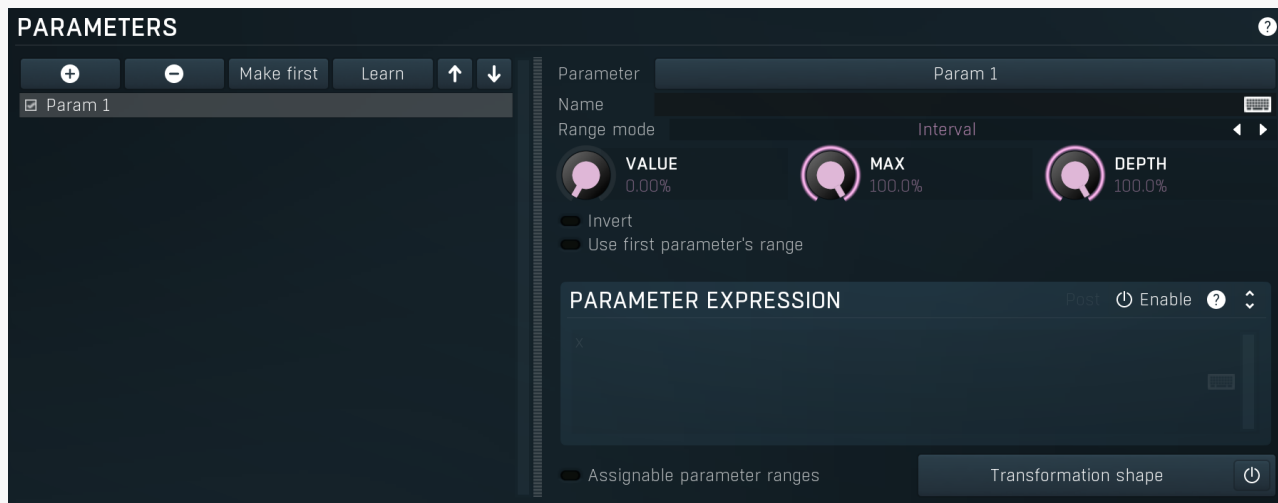 PARAMETERS
Make first
Learn
Param 1
Parameter
Param 1
Name
Range mode
Interval
VALUE
0.00%
MAX
100.0%
DEPTH
100.0%
Invert
Use first parameter's range
PARAMETER EXPRESSION
Post
Enable
x
Assignable parameter ranges
Transformation shape